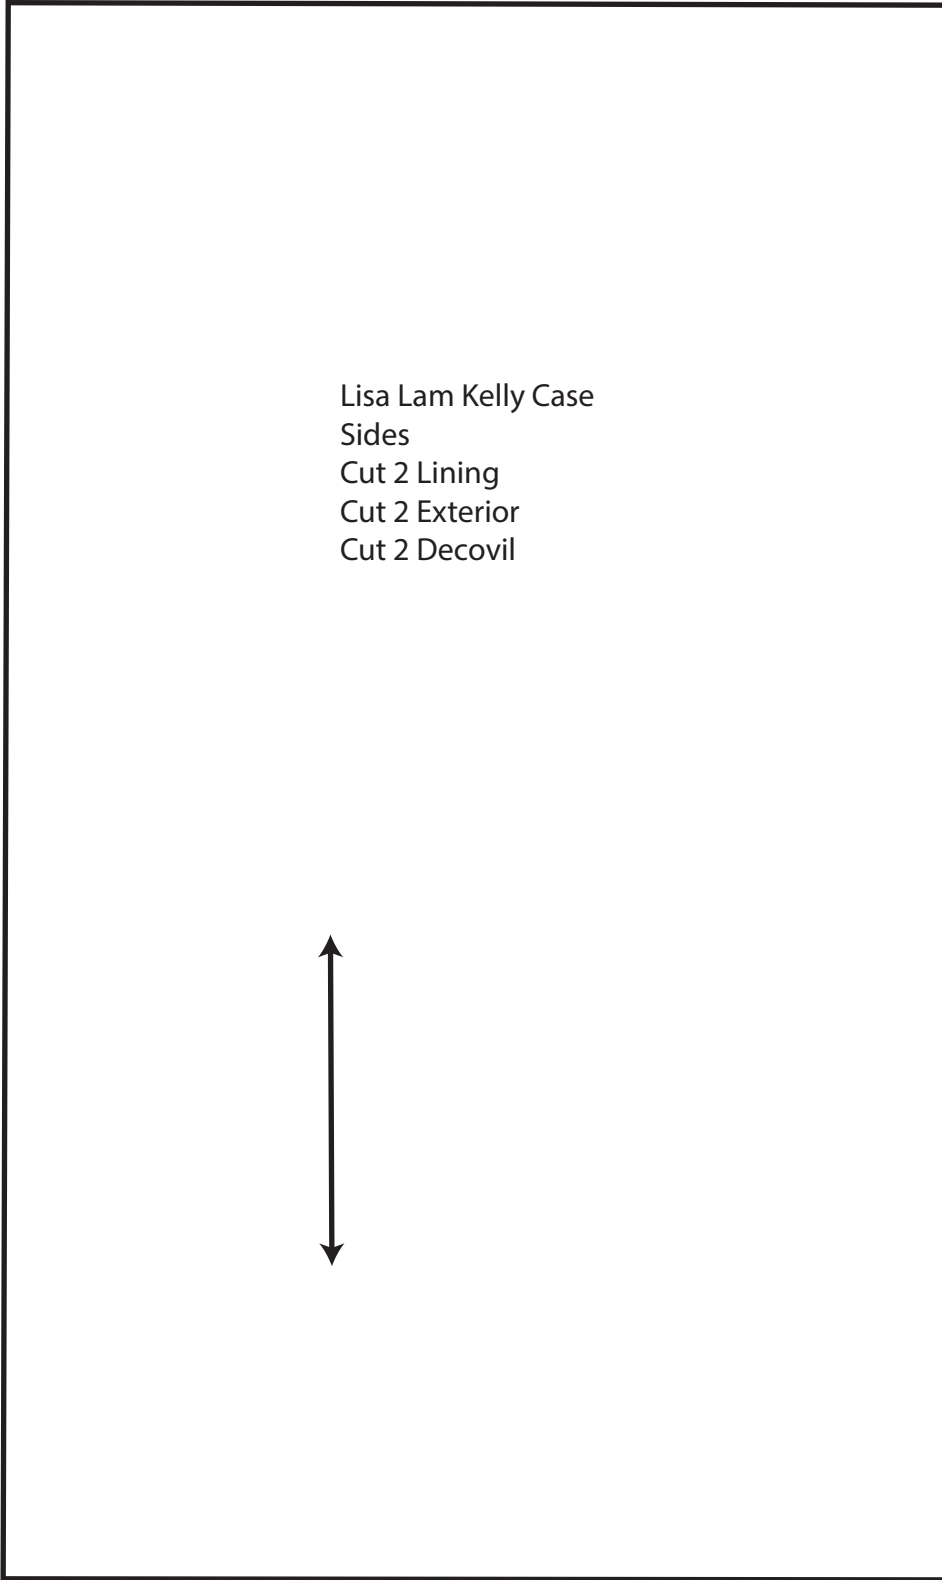 Lisa Lam Kelly Case
Sides
Cut 2 Lining
Cut 2 Exterior
Cut 2 Decovil